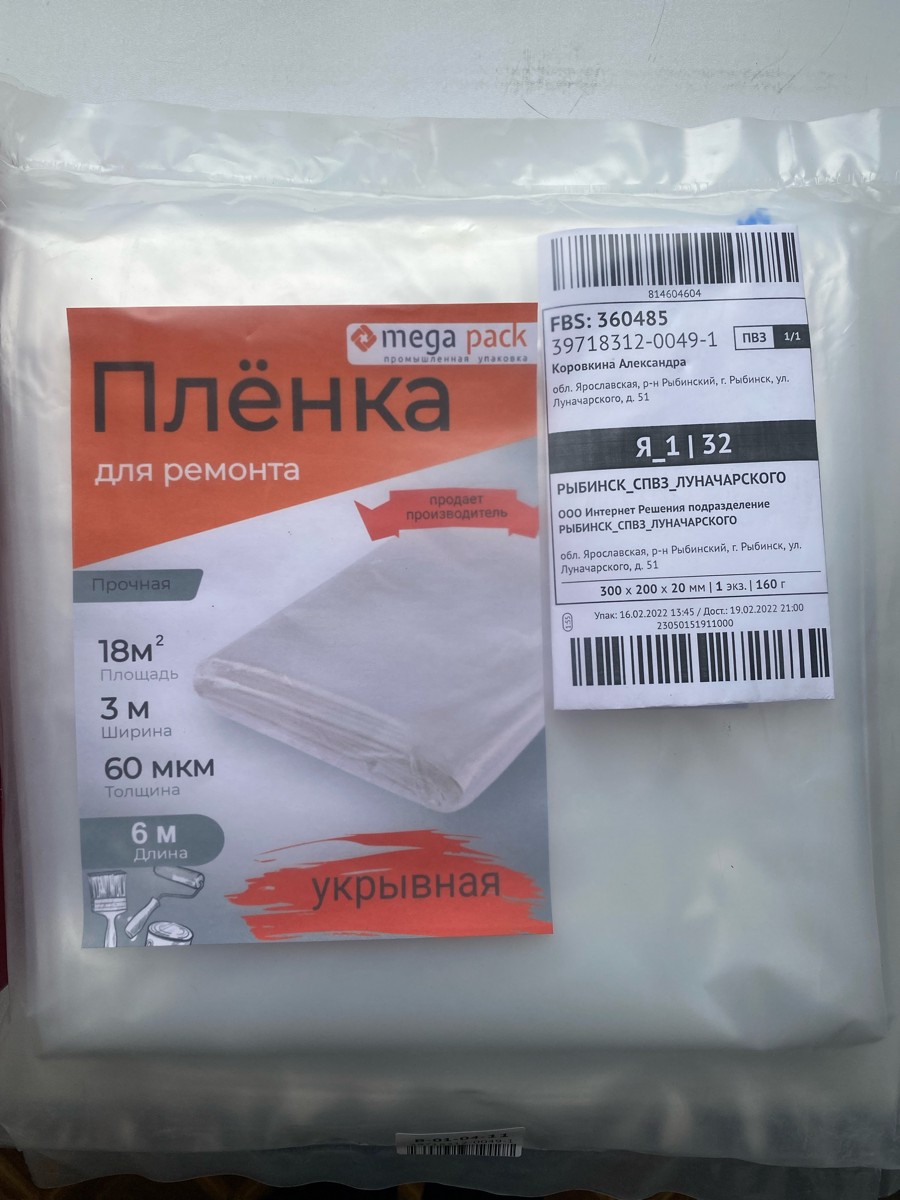 mega pack
промышленная упаковка
Плёнка
для ремонта
продает
производитель
Прочная
18м²
Площадь
3 м
Ширина
60 мкм
Толщина
6 м
Длина
укрывная
814604604
FBS: 360485
39718312-0049-1
ПВЗ 1/1
Коровкина Александра
обл. Ярославская, р-н Рыбинский, г. Рыбинск, ул.
Луначарского, д. 51
Я_1 | 32
РЫБИНСК_СПВЗ_ЛУНАЧАРСКОГО
ООО Интернет Решения подразделение
РЫБИНСК_СПВЗ_ЛУНАЧАРСКОГО
обл. Ярославская, р-н Рыбинский, г. Рыбинск, ул.
Луначарского, д. 51
300 x 200 x 20 мм | 1 экз. | 160 г
Упак: 16.02.2022 13:45 / Дост.: 19.02.2022 21:00
23050151911000